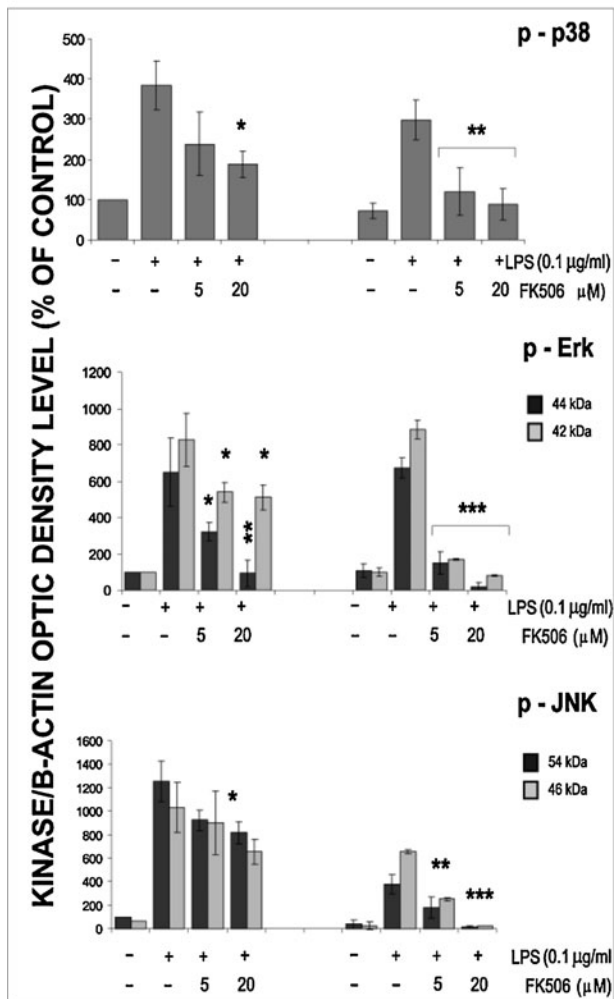 KINASE/B-ACTIN OPTIC DENSITY LEVEL (% OF CONTROL)
p - p38
500
400
300
200
100
0
*
**
- + + + - + + + LPS (0.1 µg/ml)
- - 5 20 - - 5 20 FK506 µ(M)
p - Erk
44 kDa
42 kDa
1200
1000
800
600
400
200
0
* * ** *
***
- + + + - + + + LPS (0.1 µg/ml)
- - 5 20 - - 5 20 FK506 (µM)
p - JNK
54 kDa
46 kDa
1600
1400
1200
1000
800
600
400
200
0
*
**
***
- + + + - + + + LPS (0.1 µg/ml
- - 5 20 - - 5 20 FK506 (µM)